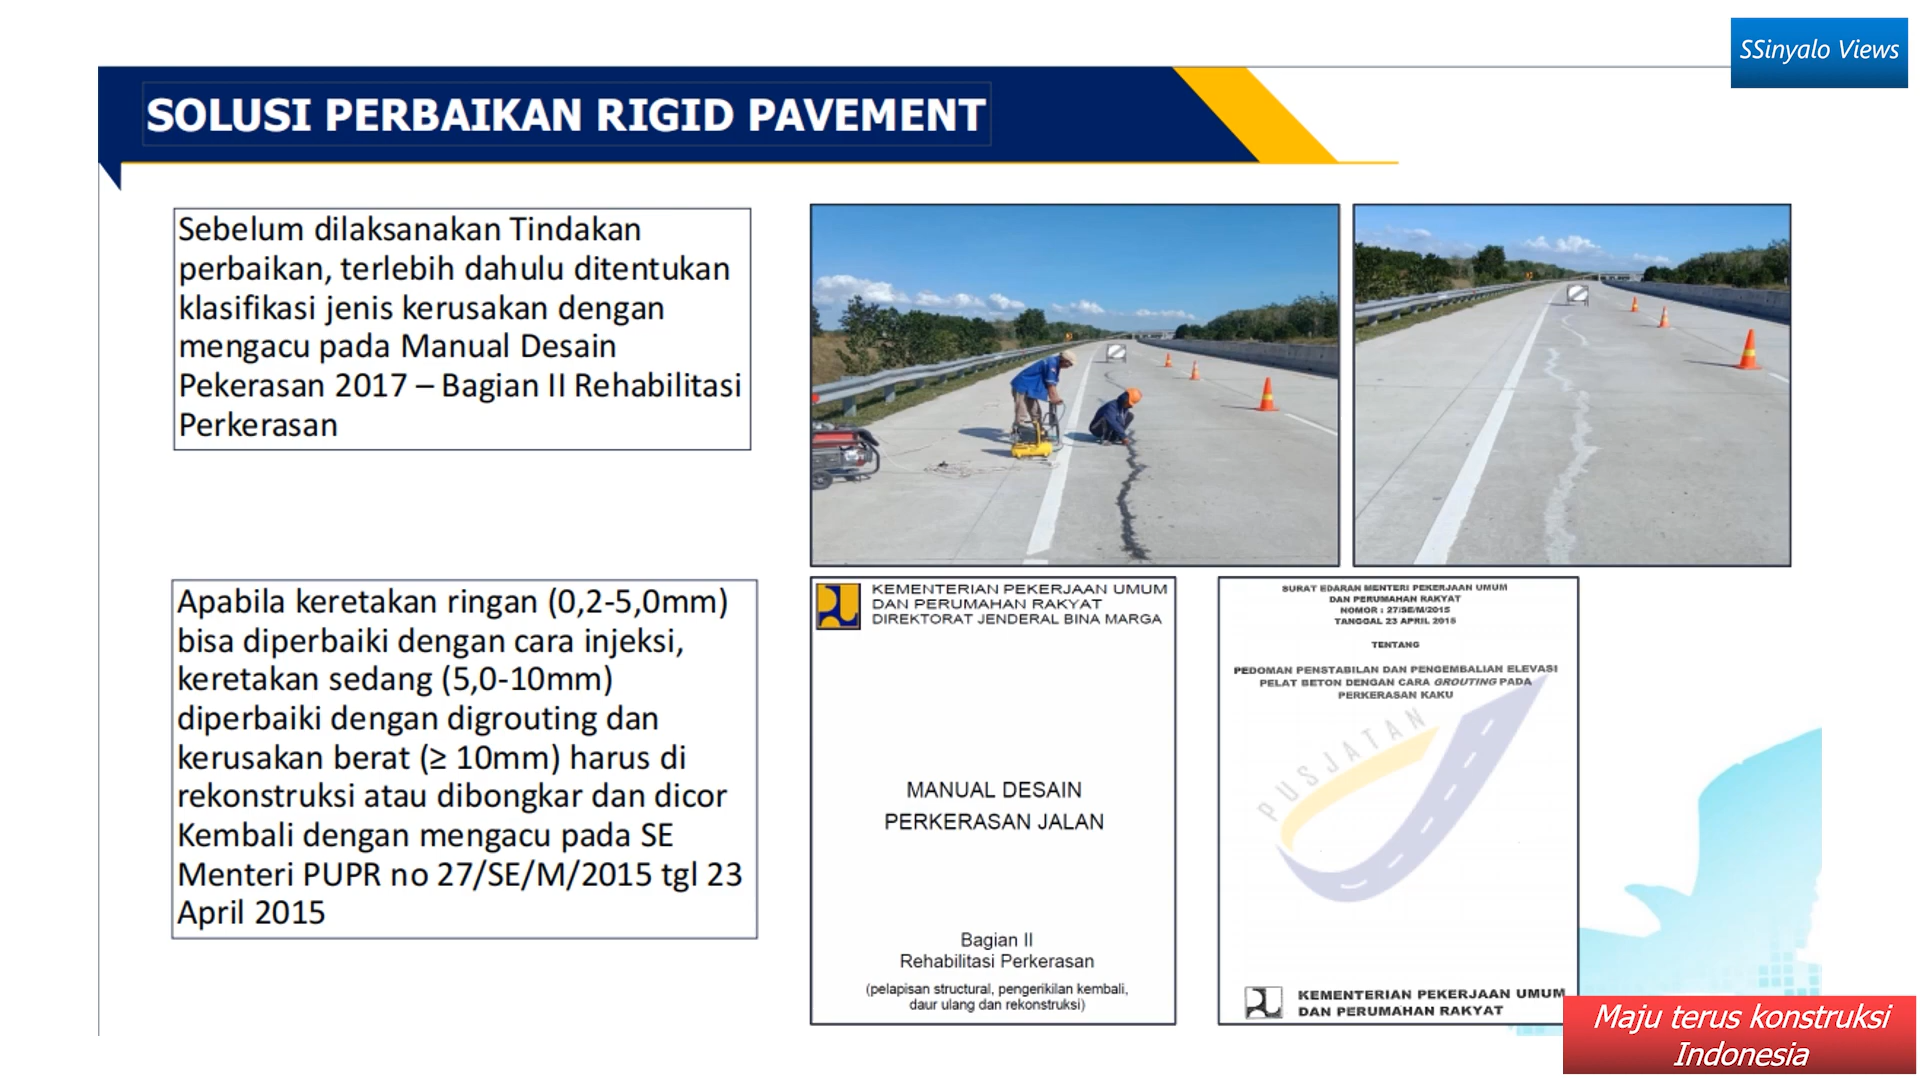 SSinyalo Views
SOLUSI PERBAIKAN RIGID PAVEMENT
Sebelum dilaksanakan Tindakan
perbaikan, terlebih dahulu ditentukan
klasifikasi jenis kerusakan dengan
mengacu pada Manual Desain
Pekerasan 2017 – Bagian II Rehabilitasi
Perkerasan
Apabila keretakan ringan (0,2-5,0mm)
bisa diperbaiki dengan cara injeksi,
keretakan sedang (5,0-10mm)
diperbaiki dengan digrouting dan
kerusakan berat (≥ 10mm) harus di
rekonstruksi atau dibongkar dan dicor
Kembali dengan mengacu pada SE
Menteri PUPR no 27/SE/M/2015 tgl 23
April 2015
KEMENTERIAN PEKERJAAN UMUM
DAN PERUMAHAN RAKYAT
DIREKTORAT JENDERAL BINA MARGA
MANUAL DESAIN
PERKERASAN JALAN
Bagian II
Rehabilitasi Perkerasan
(pelapisan structural, pengerikilan kembali,
daur ulang dan rekonstruksi)
SURAT EDARAN MENTERI PEKERJAAN UMUM
DAN PERUMAHAN RAKYAT
NOMOR : 27/SE/M/2015
TANGGAL 23 APRIL 2015
TENTANG
PEDOMAN PENSTABILAN DAN PENGEMBALIAN ELEVASI
PELAT BETON DENGAN CARA GROUTING PADA
PERKERASAN KAKU
PUSJATAN
KEMENTERIAN PEKERJAAN UMUM
DAN PERUMAHAN RAKYAT
Maju terus konstruksi
Indonesia